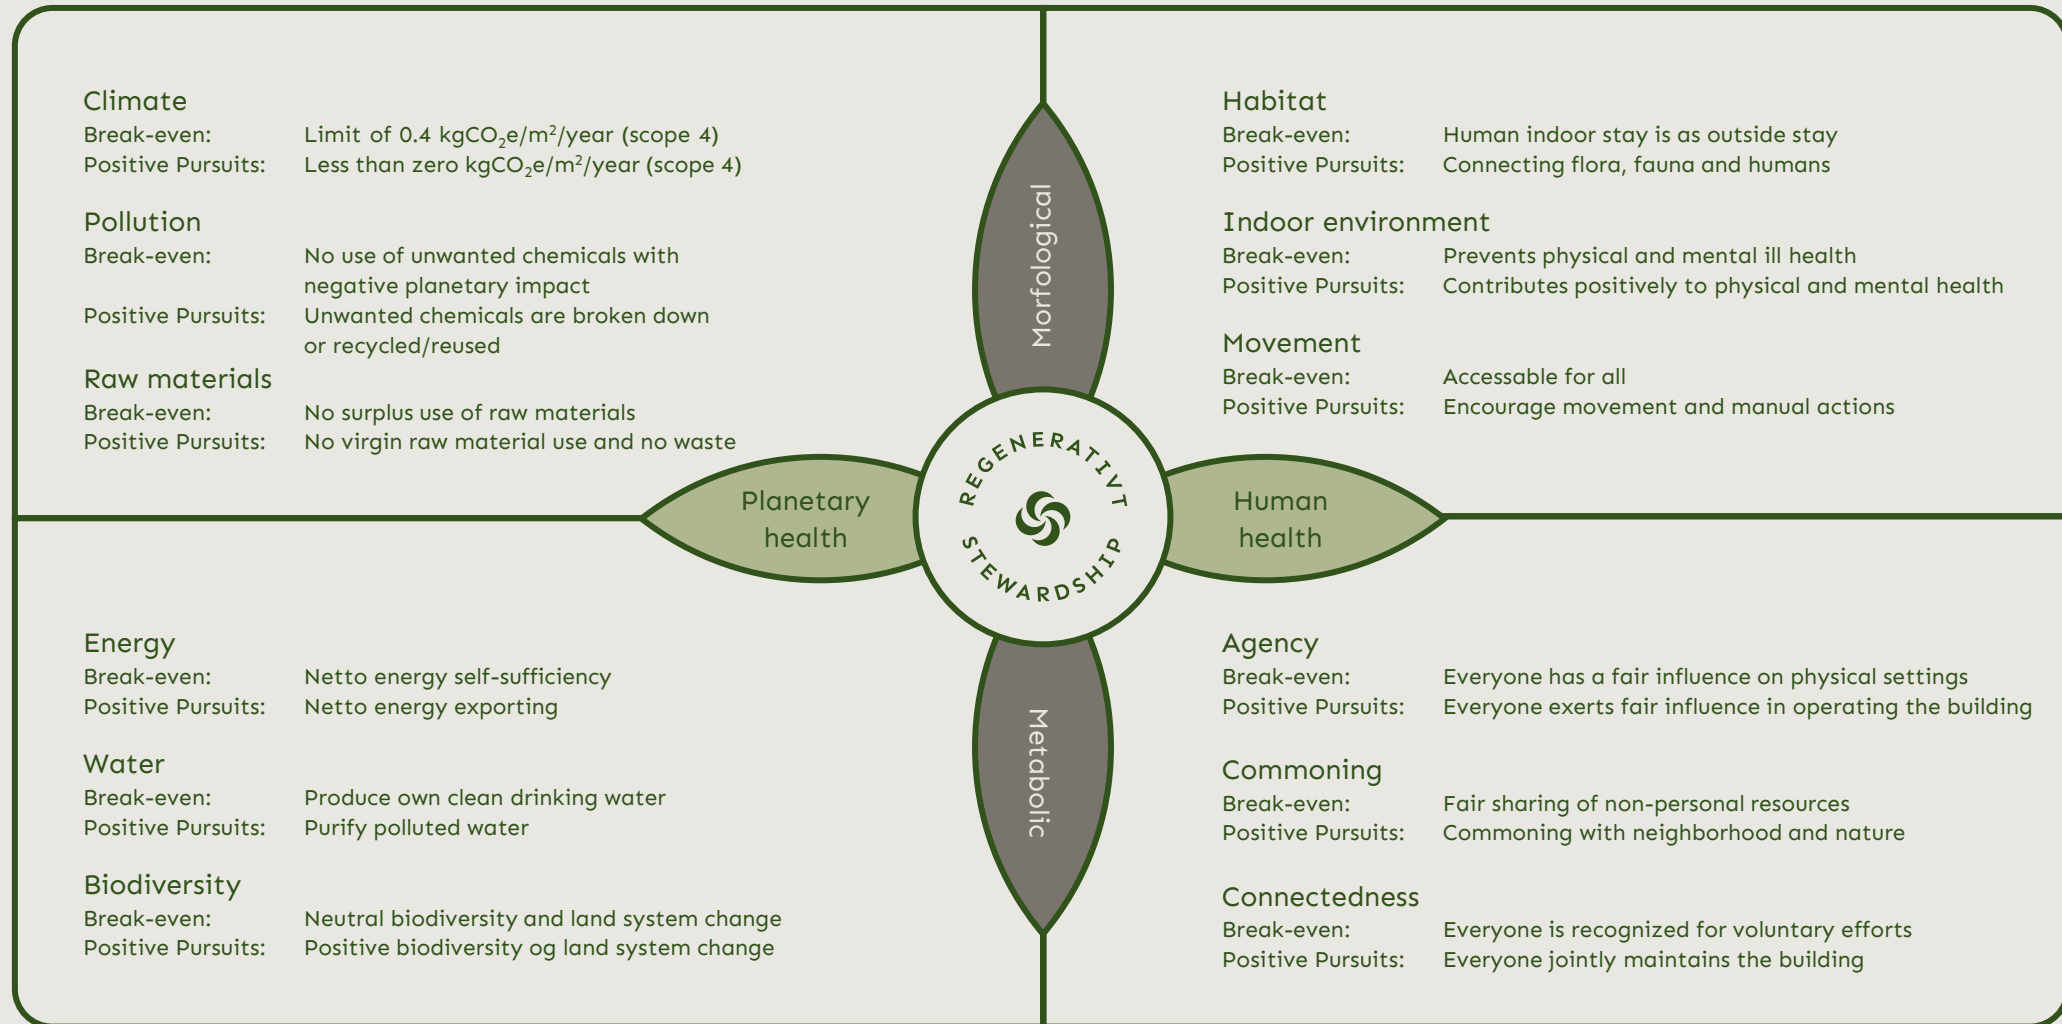 Climate
Break-even: Limit of 0.4 kgCO₂e/m²/year (scope 4)
Positive Pursuits: Less than zero kgCO₂e/m²/year (scope 4)
Pollution
Break-even: No use of unwanted chemicals with
negative planetary impact
Positive Pursuits: Unwanted chemicals are broken down
or recycled/reused
Raw materials
Break-even: No surplus use of raw materials
Positive Pursuits: No virgin raw material use and no waste
Morfological
Habitat
Break-even: Human indoor stay is as outside stay
Positive Pursuits: Connecting flora, fauna and humans
Indoor environment
Break-even: Prevents physical and mental ill health
Positive Pursuits: Contributes positively to physical and mental health
Movement
Break-even: Accessable for all
Positive Pursuits: Encourage movement and manual actions
Planetary
health
REGENERATIVT
STEWARDSHIP
Human
health
Energy
Break-even: Netto energy self-sufficiency
Positive Pursuits: Netto energy exporting
Water
Break-even: Produce own clean drinking water
Positive Pursuits: Purify polluted water
Biodiversity
Break-even: Neutral biodiversity and land system change
Positive Pursuits: Positive biodiversity og land system change
Metabolic
Agency
Break-even: Everyone has a fair influence on physical settings
Positive Pursuits: Everyone exerts fair influence in operating the building
Commoning
Break-even: Fair sharing of non-personal resources
Positive Pursuits: Commoning with neighborhood and nature
Connectedness
Break-even: Everyone is recognized for voluntary efforts
Positive Pursuits: Everyone jointly maintains the building